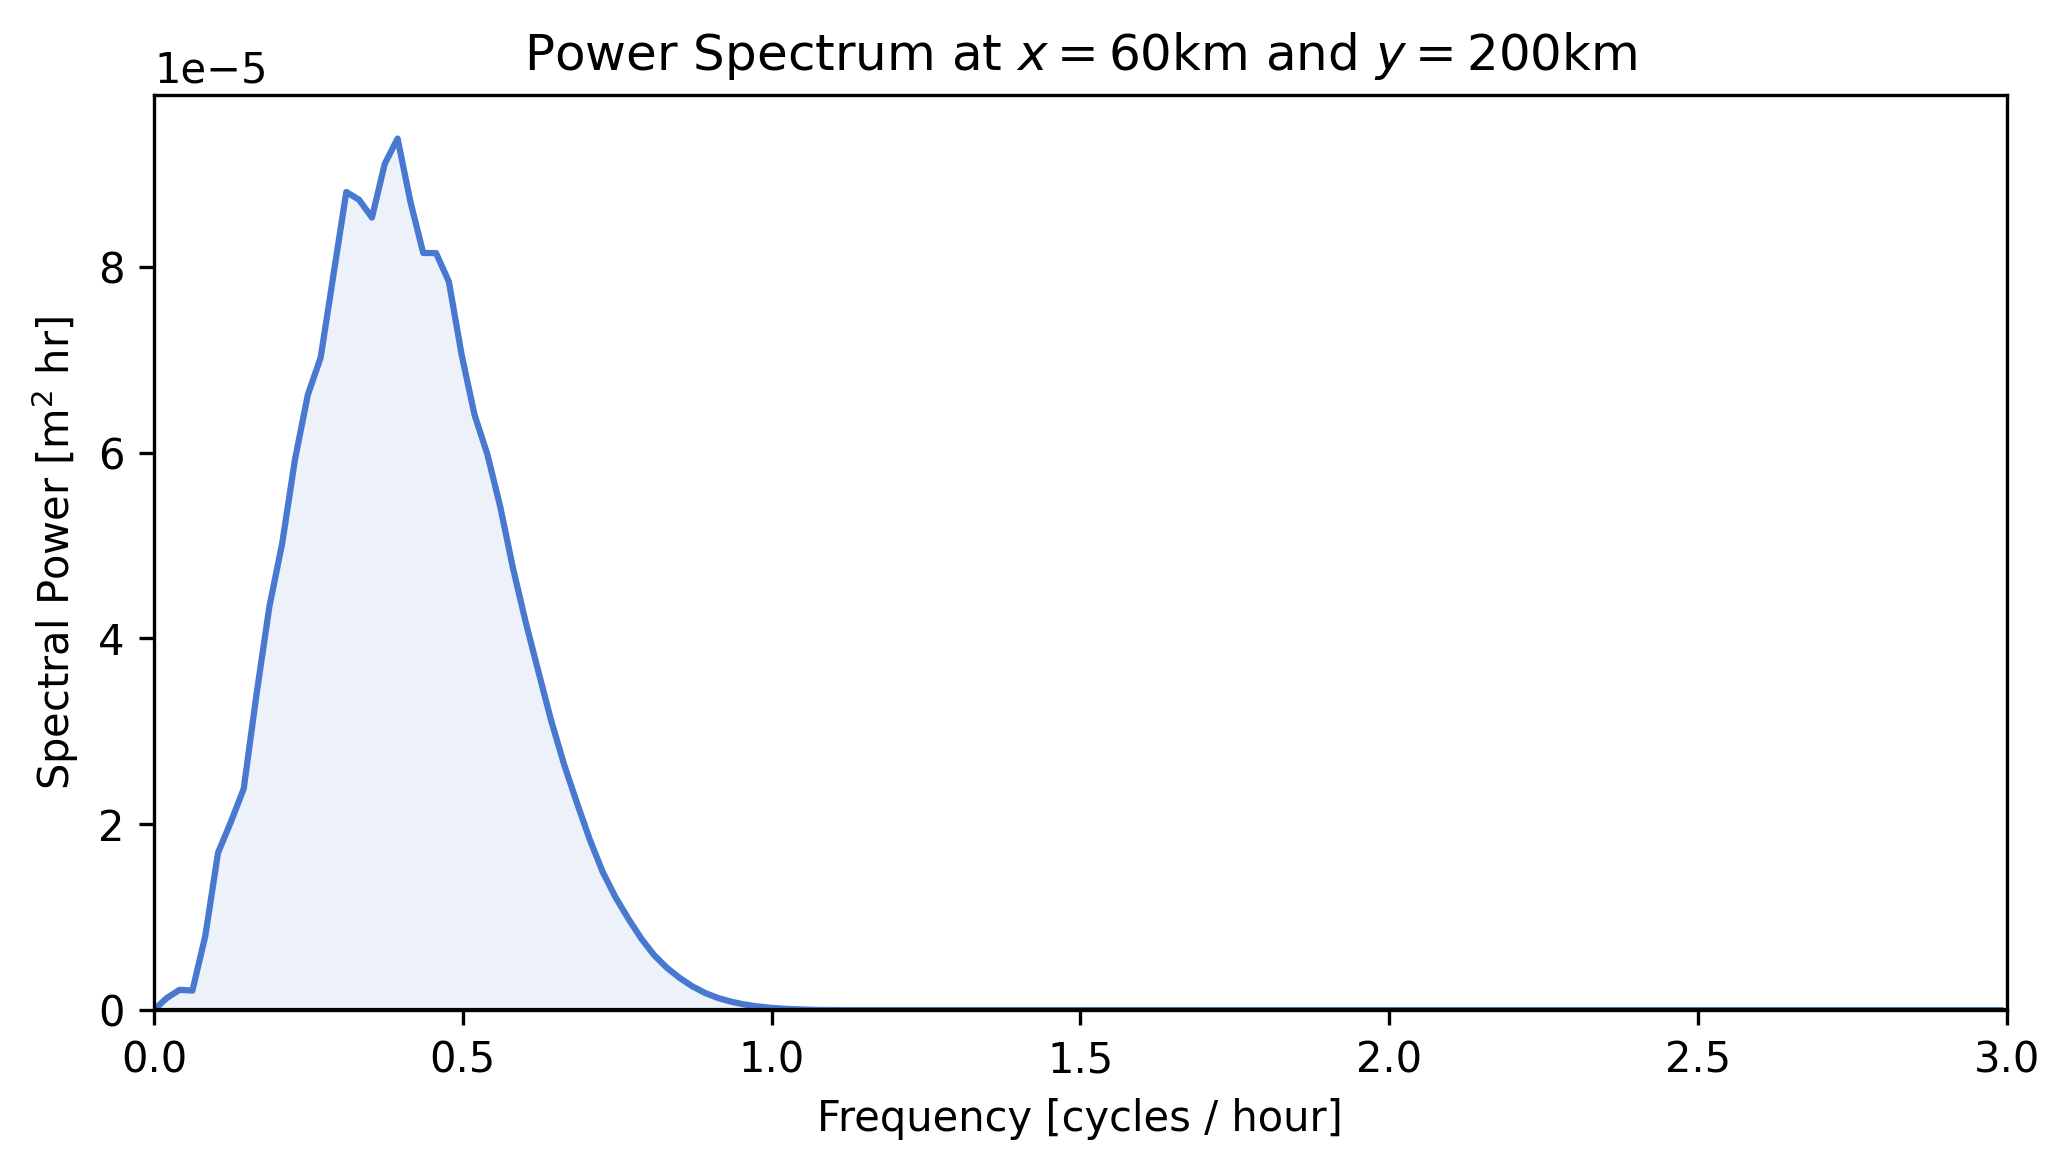 Power Spectrum at x = 60km and y = 200km
1e−5
Spectral Power [m² hr]
8
6
4
2
0
0.0 0.5 1.0 1.5 2.0 2.5 3.0
Frequency [cycles / hour]